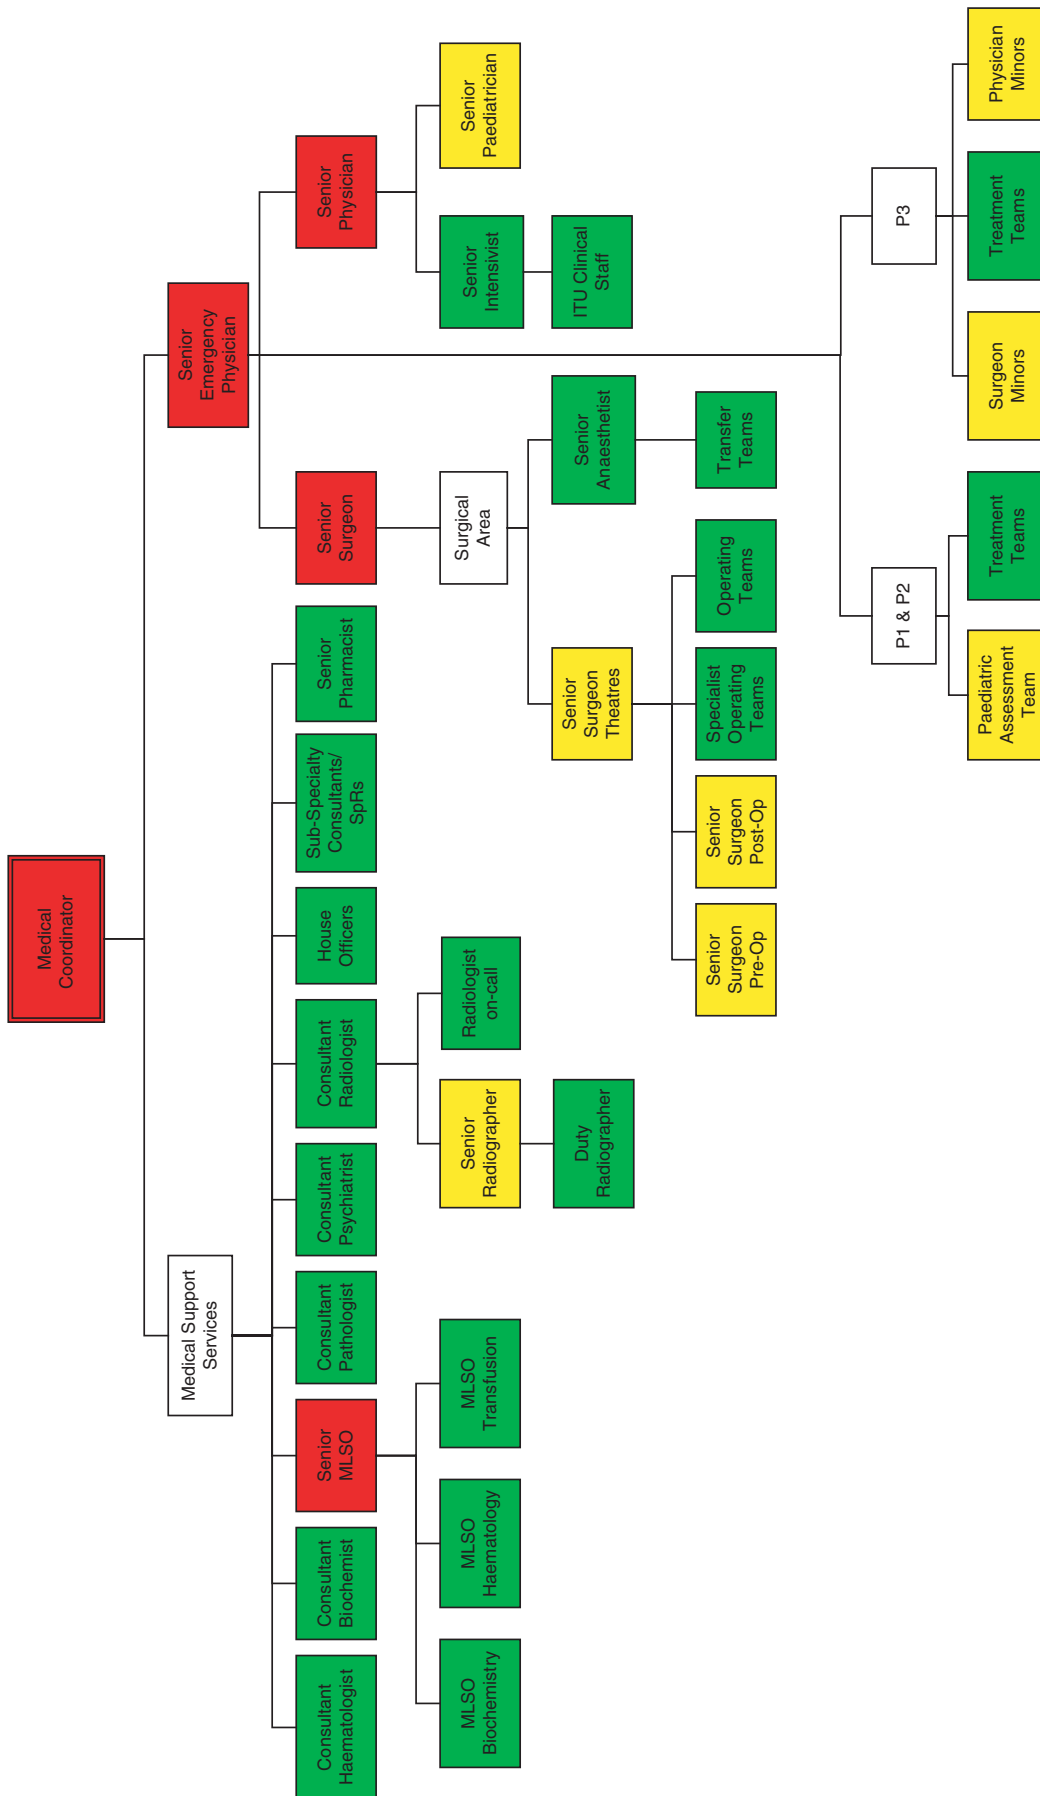 Medical
Coordinator
Medical Support
Services
Senior
Emergency
Physician
Consultant
Haematologist
Consultant
Biochemist
Senior
MLSO
Consultant
Pathologist
Consultant
Psychiatrist
Consultant
Radiologist
House
Officers
Sub-Specialty
Consultants/
SpRs
Senior
Pharmacist
Senior
Surgeon
Senior
Physician
MLSO
Biochemistry
MLSO
Haematology
MLSO
Transfusion
Senior
Radiographer
Radiologist
on-call
Surgical
Area
Senior
Intensivist
Senior
Paediatrician
Duty
Radiographer
Senior
Surgeon
Theatres
Senior
Anaesthetist
ITU Clinical
Staff
Senior
Surgeon
Pre-Op
Senior
Surgeon
Post-Op
Specialist
Operating
Teams
Operating
Teams
Transfer
Teams
P1 & P2
P3
Paediatric
Assessment
Team
Treatment
Teams
Surgeon
Minors
Treatment
Teams
Physician
Minors